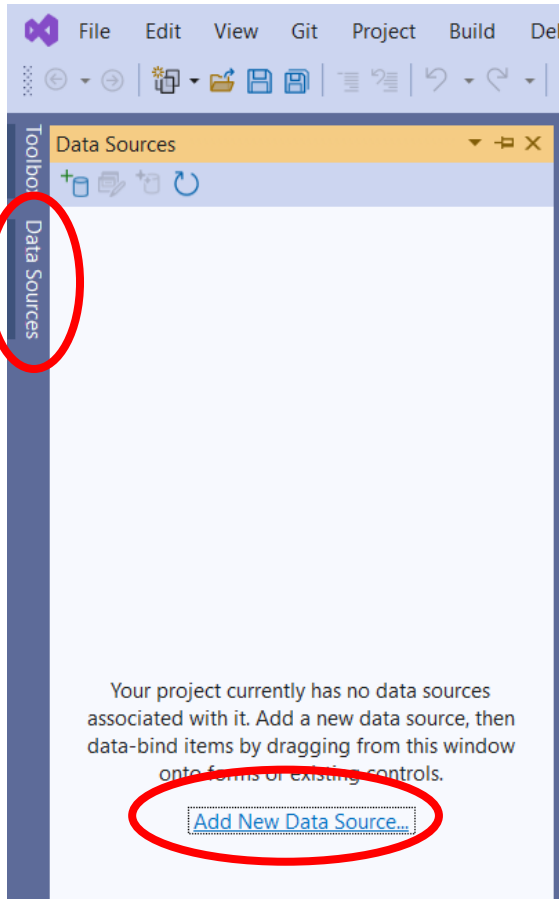 File Edit View Git Project Build
Toolbox
Data Sources
Data Sources
Your project currently has no data sources
associated with it. Add a new data source, then
data-bind items by dragging from this window
onto forms or existing controls.
Add New Data Source...